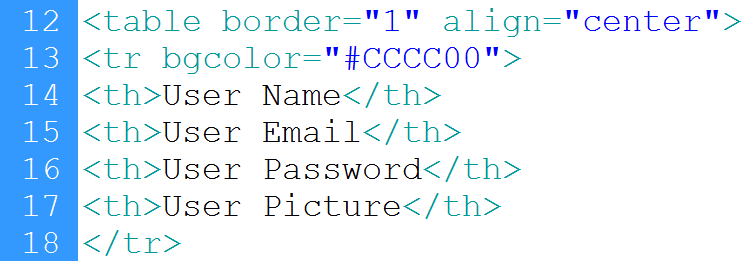 12 <table border="1" align="center">
13 <tr bgcolor="#CCCC00">
14 <th>User Name</th>
15 <th>User Email</th>
16 <th>User Password</th>
17 <th>User Picture</th>
18 </tr>